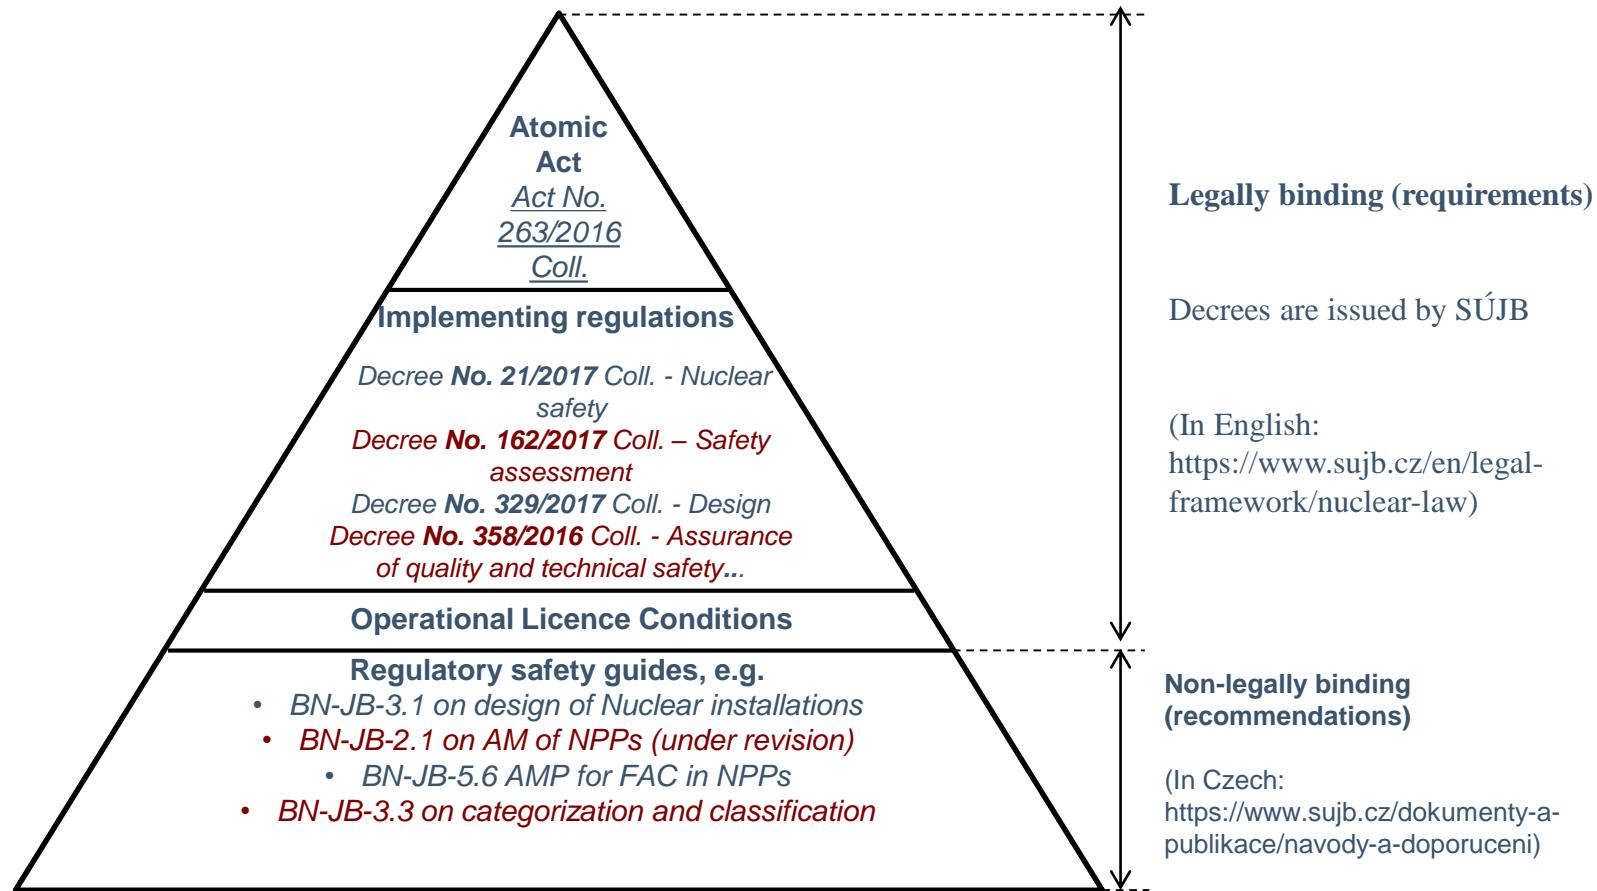 Atomic
Act
Act No.
263/2016
Coll.
Implementing regulations
Decree No. 21/2017 Coll. - Nuclear
safety
Decree No. 162/2017 Coll. – Safety
assessment
Decree No. 329/2017 Coll. - Design
Decree No. 358/2016 Coll. - Assurance
of quality and technical safety...
Operational Licence Conditions
Regulatory safety guides, e.g.
• BN-JB-3.1 on design of Nuclear installations
• BN-JB-2.1 on AM of NPPs (under revision)
• BN-JB-5.6 AMP for FAC in NPPs
• BN-JB-3.3 on categorization and classification
Legally binding (requirements)
Decrees are issued by SÚJB
(In English:
https://www.sujb.cz/en/legal-
framework/nuclear-law)
Non-legally binding
(recommendations)
(In Czech:
https://www.sujb.cz/dokumenty-a-
publikace/navody-a-doporuceni)